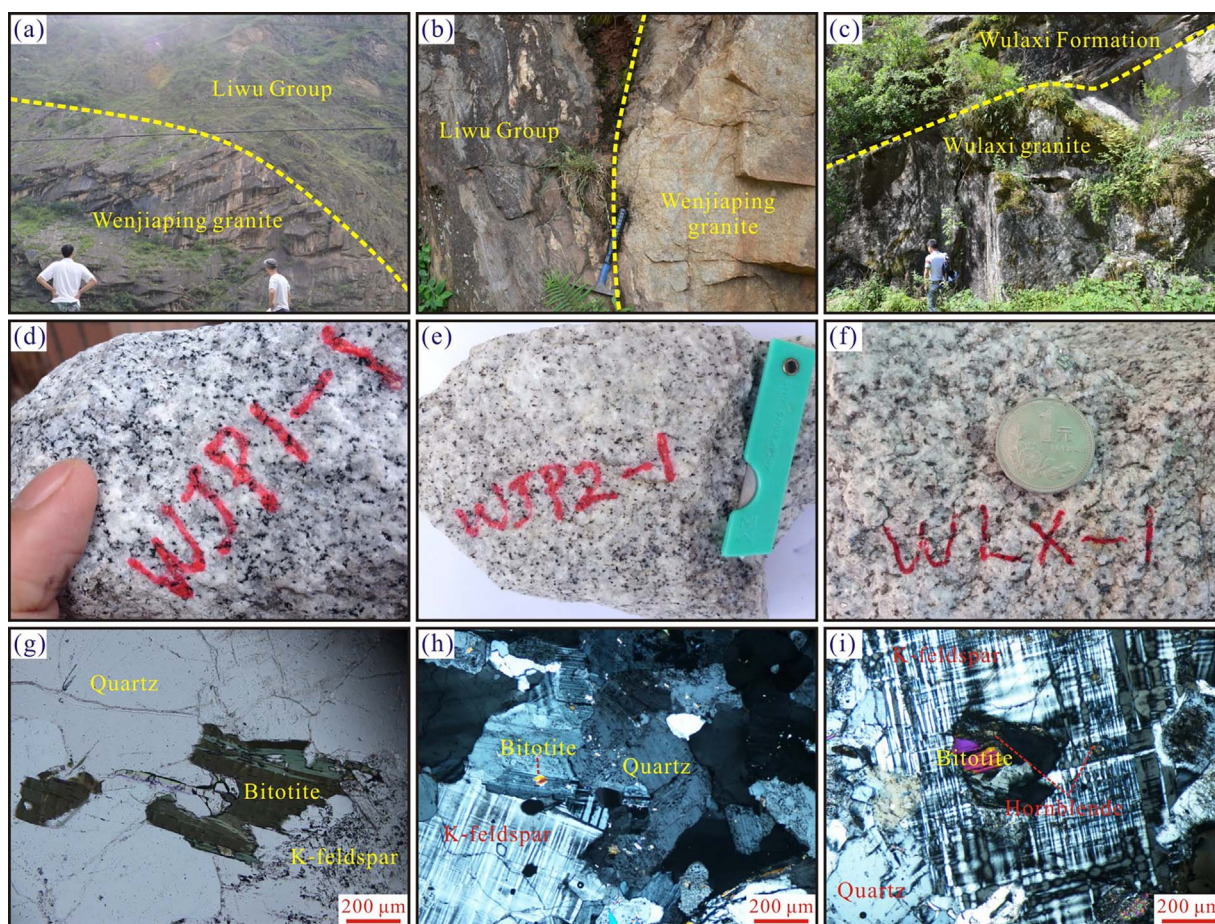 (a)
Liwu Group
Wenjiaping granite
(b)
Liwu Group
Wenjiaping
granite
(c)
Wulaxi Formation
Wulaxi granite
(d)
WJP1-1
(e)
WJP2-1
(f)
1元
WLX-1
(g)
Quartz
Bitotite
K-feldspar
200 μm
(h)
Bitotite
Quartz
K-feldspar
200 μm
(i)
K-feldspar
Bitotite
Hornblende
Quartz
200 μm